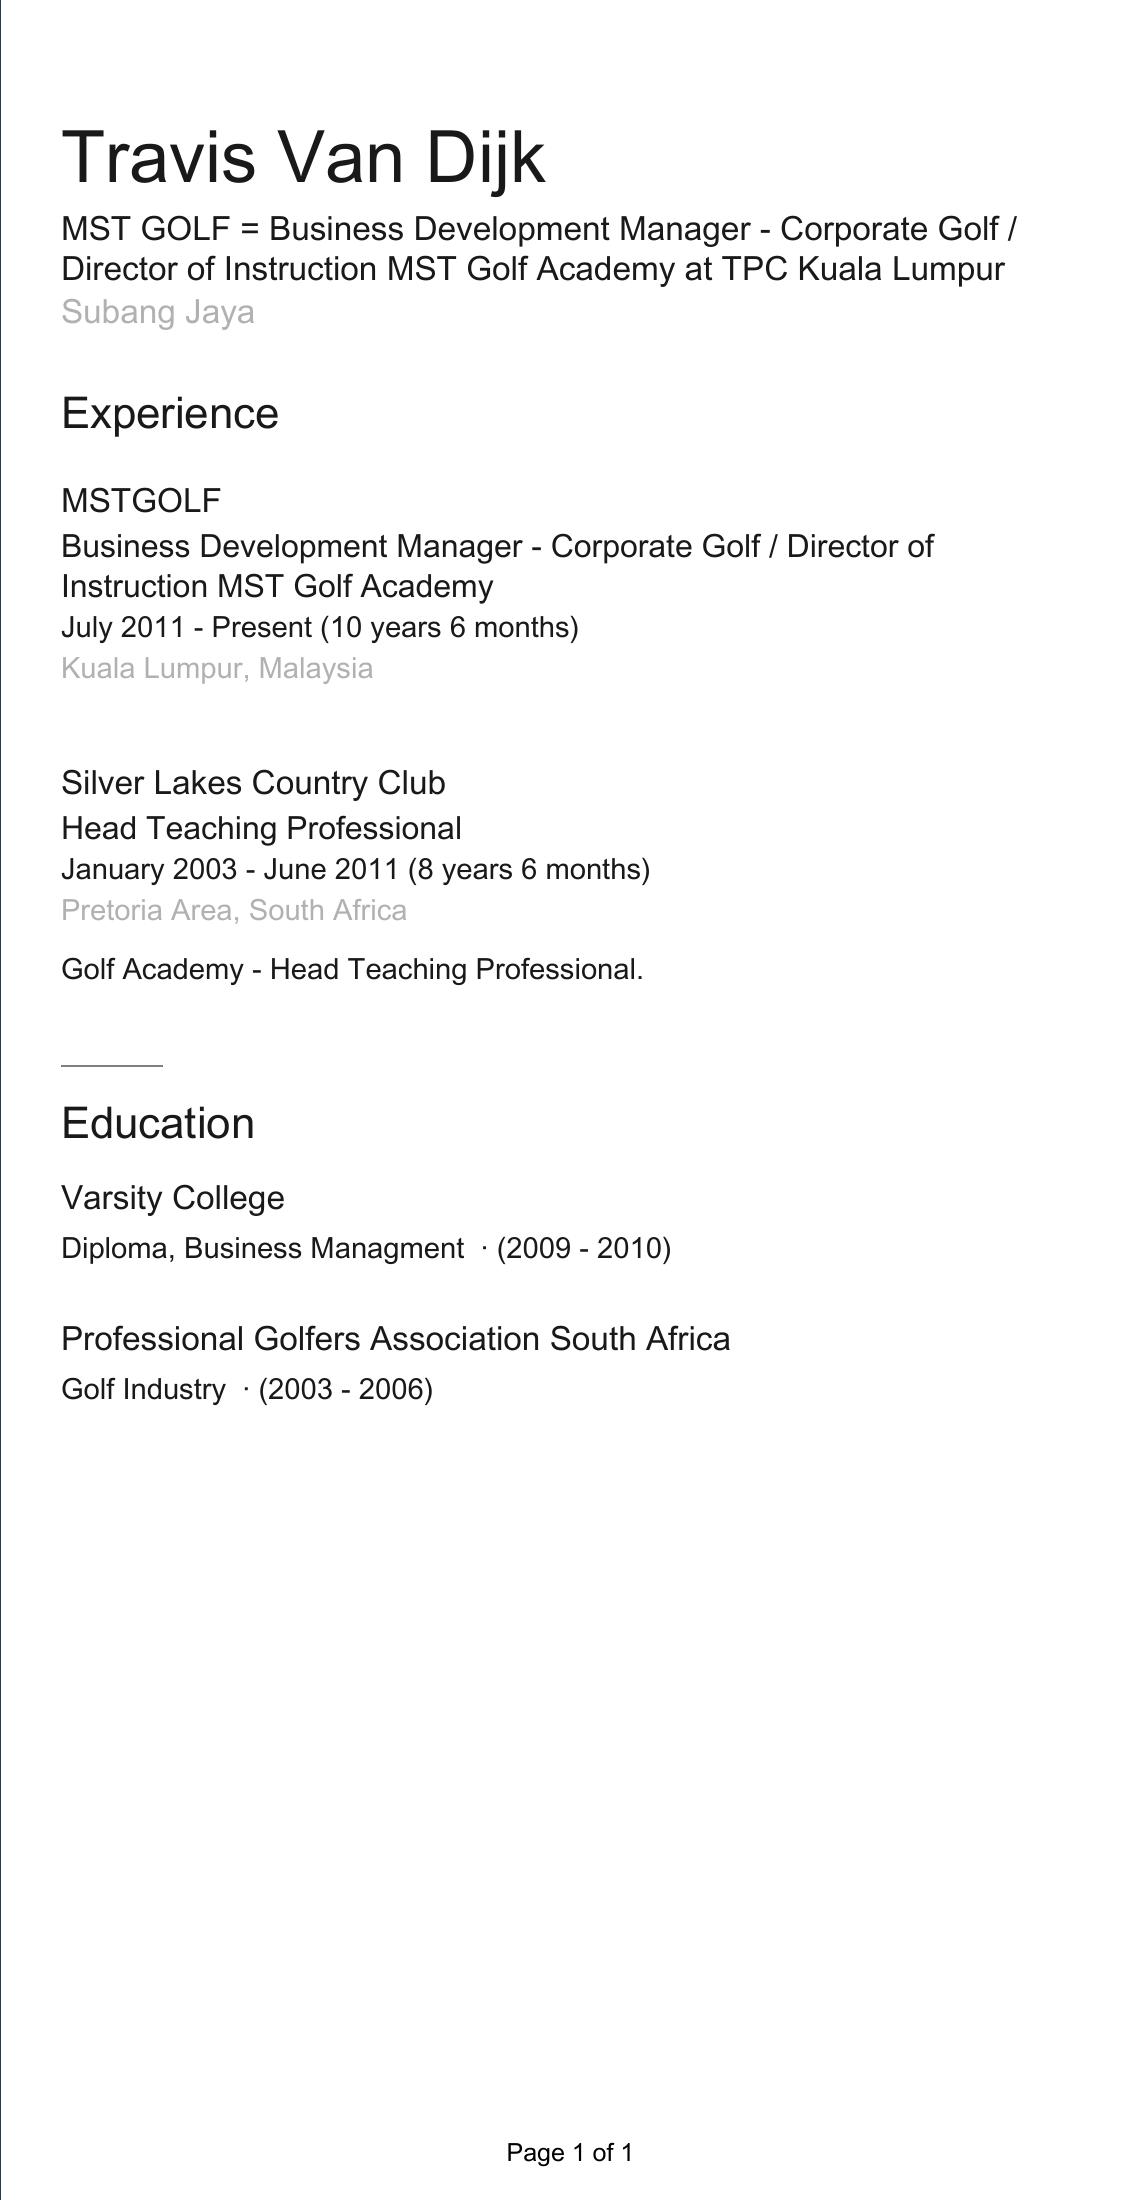 Travis Van Dijk
MST GOLF = Business Development Manager - Corporate Golf /
Director of Instruction MST Golf Academy at TPC Kuala Lumpur
Subang Jaya
Experience
MSTGOLF
Business Development Manager - Corporate Golf / Director of
Instruction MST Golf Academy
July 2011 - Present (10 years 6 months)
Kuala Lumpur, Malaysia
Silver Lakes Country Club
Head Teaching Professional
January 2003 - June 2011 (8 years 6 months)
Pretoria Area, South Africa
Golf Academy - Head Teaching Professional.
Education
Varsity College
Diploma, Business Managment · (2009 - 2010)
Professional Golfers Association South Africa
Golf Industry · (2003 - 2006)
Page 1 of 1